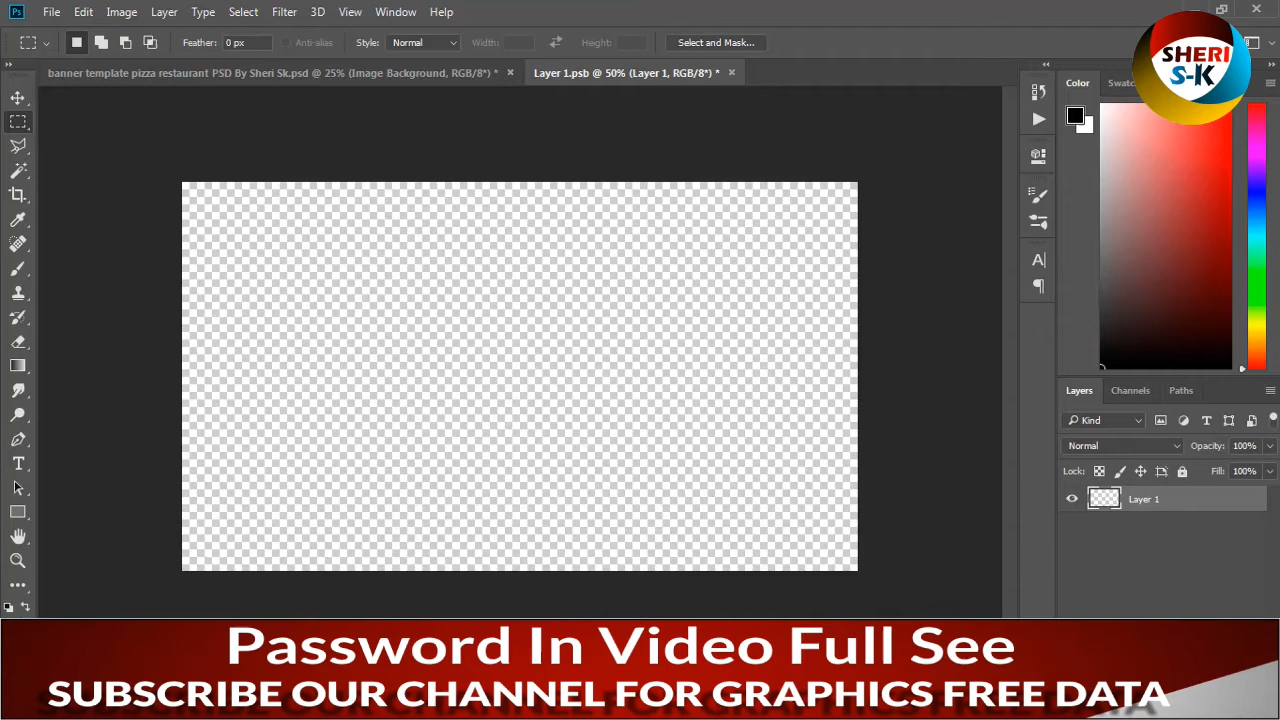 File Edit Image Layer Type Select Filter 3D View Window Help
Feather: 0 px Anti-alias Style: Normal Width: Height: Select and Mask...
banner template pizza restaurant PSD By Sheri Sk.psd @ 25% (Image Background, RGB/8*) * Layer 1.psb @ 50% (Layer 1, RGB/8*) *
SHERI
S-K
Color Swatc
Layers Channels Paths
Kind
Normal Opacity: 100%
Lock: Fill: 100%
Layer 1
Password In Video Full See
SUBSCRIBE OUR CHANNEL FOR GRAPHICS FREE DATA